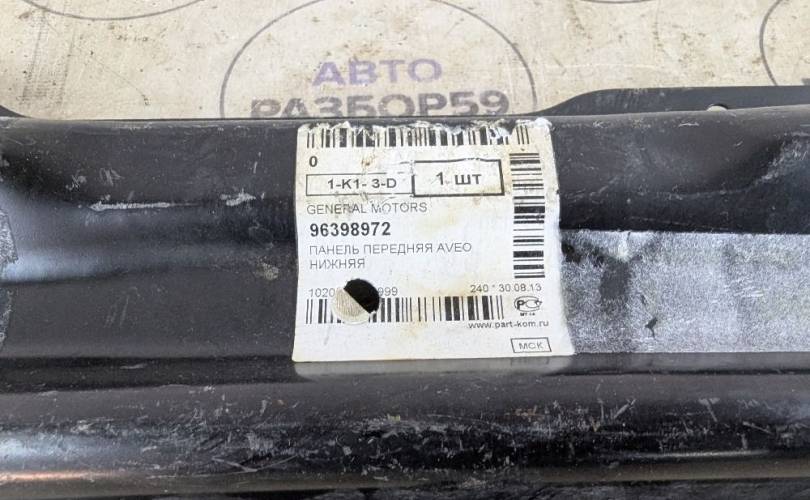 АВТО
РАЗБОР59
0
1-K1- 3-D
1 шт
GENERAL MOTORS
96398972
ПАНЕЛЬ ПЕРЕДНЯЯ AVEO
НИЖНЯЯ
240 * 30.08.13
www.part-kom.ru
МСК